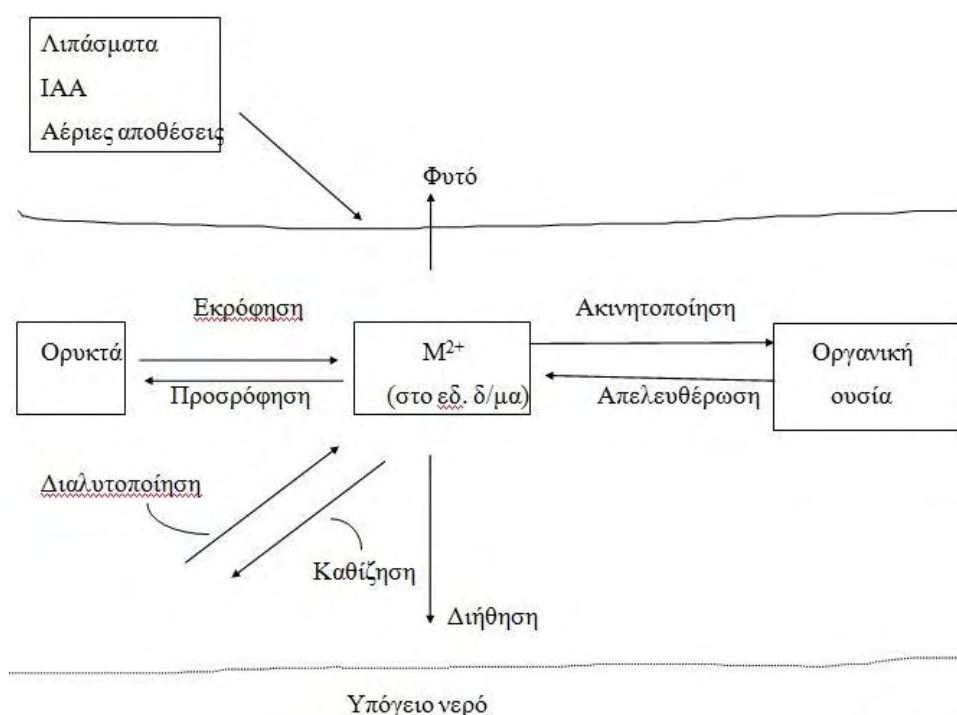 Λιπάσματα
ΙΑΑ
Αέριες αποθέσεις
Φυτό
Εκρόφηση
Ακινητοποίηση
Ορυκτά
M²⁺
(στο εδ. δ/μα)
Οργανική
ουσία
Προσρόφηση
Απελευθέρωση
Διαλυτοποίηση
Καθίζηση
Διήθηση
Υπόγειο νερό